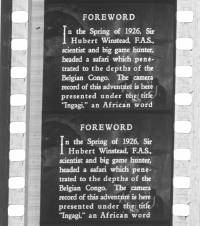 FOREWORD
In the Spring of 1926, Sir
Hubert Winstead, F.A.S.,
scientist and big game hunter,
headed a safari which pene-
trated to the depths of the
Belgian Congo. The camera
record of this adventure is here
presented under the title
"Ingagi," an African word
FOREWORD
In the Spring of 1926, Sir
Hubert Winstead, F.A.S.,
scientist and big game hunter,
headed a safari which pene-
trated to the depths of the
Belgian Congo. The camera
record of this adventure is here
presented under the title
"Ingagi," an African word